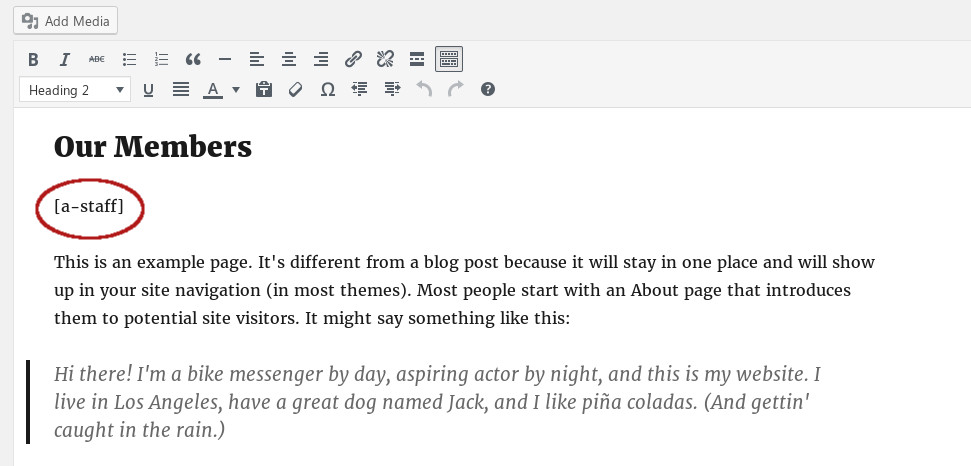 Add Media
B I ABC
Heading 2 U A Ω ?
Our Members
[a-staff]
This is an example page. It's different from a blog post because it will stay in one place and will show
up in your site navigation (in most themes). Most people start with an About page that introduces
them to potential site visitors. It might say something like this:
Hi there! I'm a bike messenger by day, aspiring actor by night, and this is my website. I
live in Los Angeles, have a great dog named Jack, and I like piña coladas. (And gettin'
caught in the rain.)